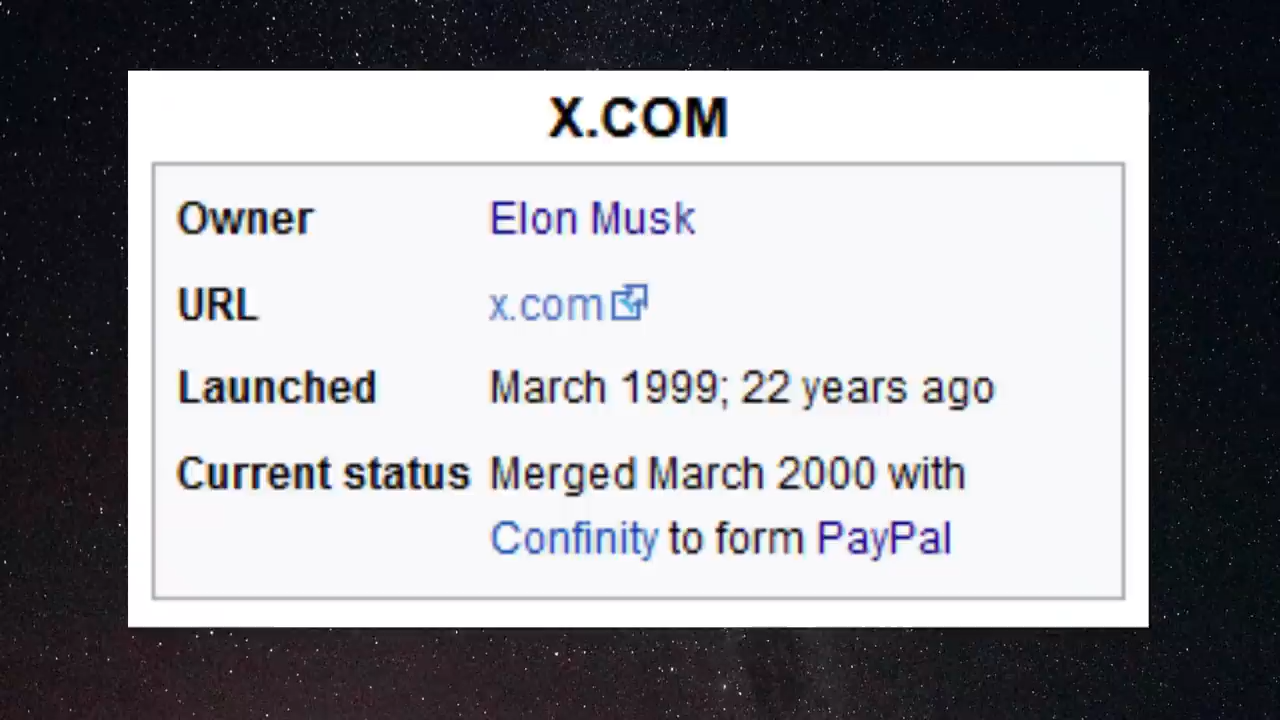 X.COM
Owner Elon Musk
URL x.com
Launched March 1999; 22 years ago
Current status Merged March 2000 with
Confinity to form PayPal